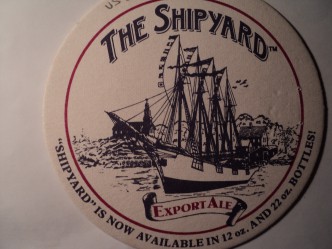 THE SHIPYARD™
EXPORT ALE
"SHIPYARD" IS NOW AVAILABLE IN 12 oz. AND 22 oz. BOTTLES!